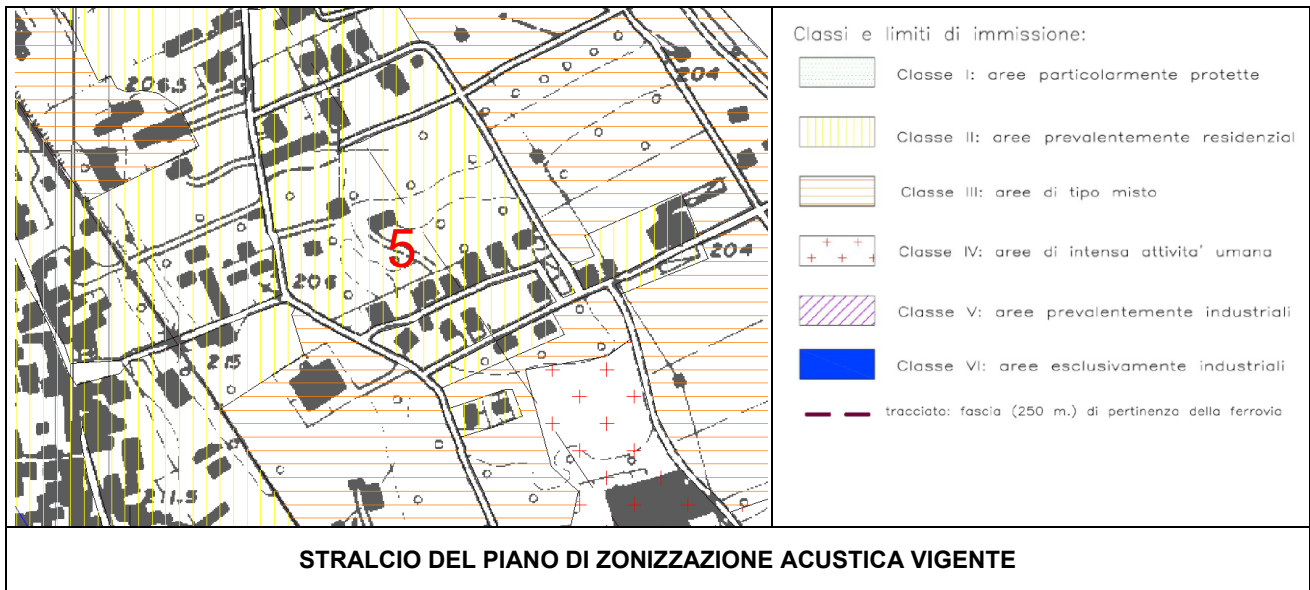 206.5
204
5
206
204
215
211.5
Classi e limiti di immissione:
Classe I: aree particolarmente protette
Classe II: aree prevalentemente residenzial
Classe III: aree di tipo misto
Classe IV: aree di intensa attivita' umana
Classe V: aree prevalentemente industriali
Classe VI: aree esclusivamente industriali
tracciato: fascia (250 m.) di pertinenza della ferrovia
STRALCIO DEL PIANO DI ZONIZZAZIONE ACUSTICA VIGENTE